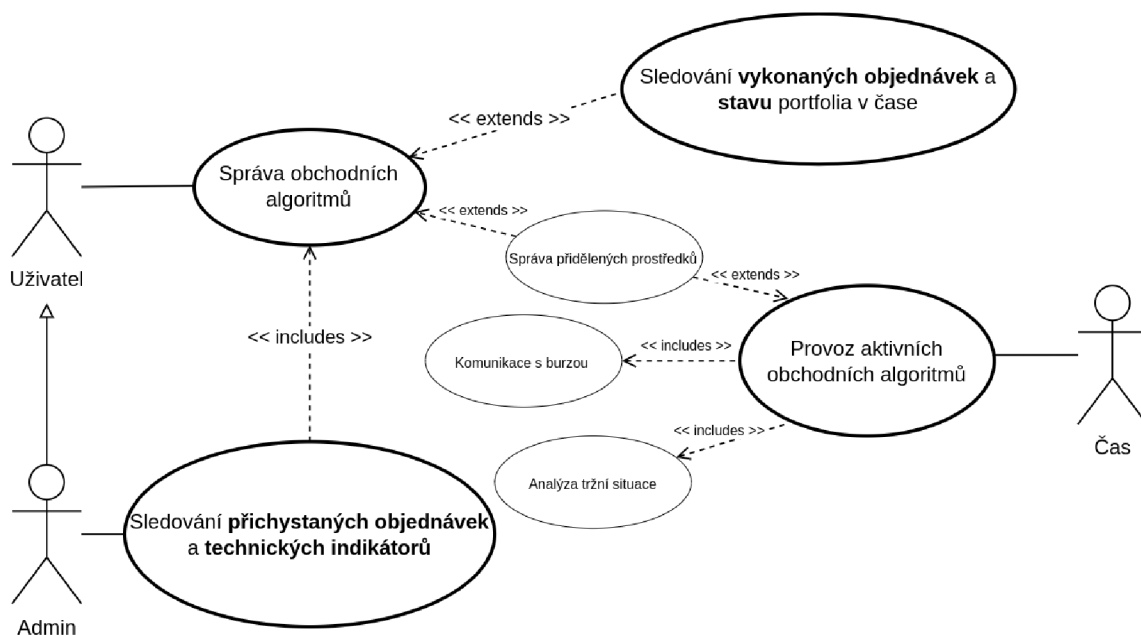 Sledování vykonaných objednávek a
stavu portfolia v čase
<< extends >>
Správa obchodních
algoritmů
<< extends >>
Správa přidělených prostředků
<< extends >>
Uživatel
<< includes >>
<< includes >>
Komunikace s burzou
Provoz aktivních
obchodních algoritmů
<< includes >>
Čas
Analýza tržní situace
Sledování přichystaných objednávek
a technických indikátorů
Admin